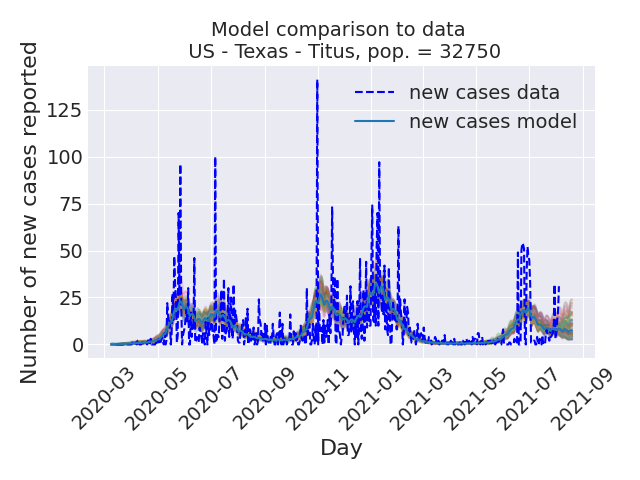 Model comparison to data
US - Texas - Titus, pop. = 32750
Number of new cases reported
125
100
75
50
25
0
new cases data
new cases model
2020-03
2020-05
2020-07
2020-09
2020-11
2021-01
2021-03
2021-05
2021-07
2021-09
Day